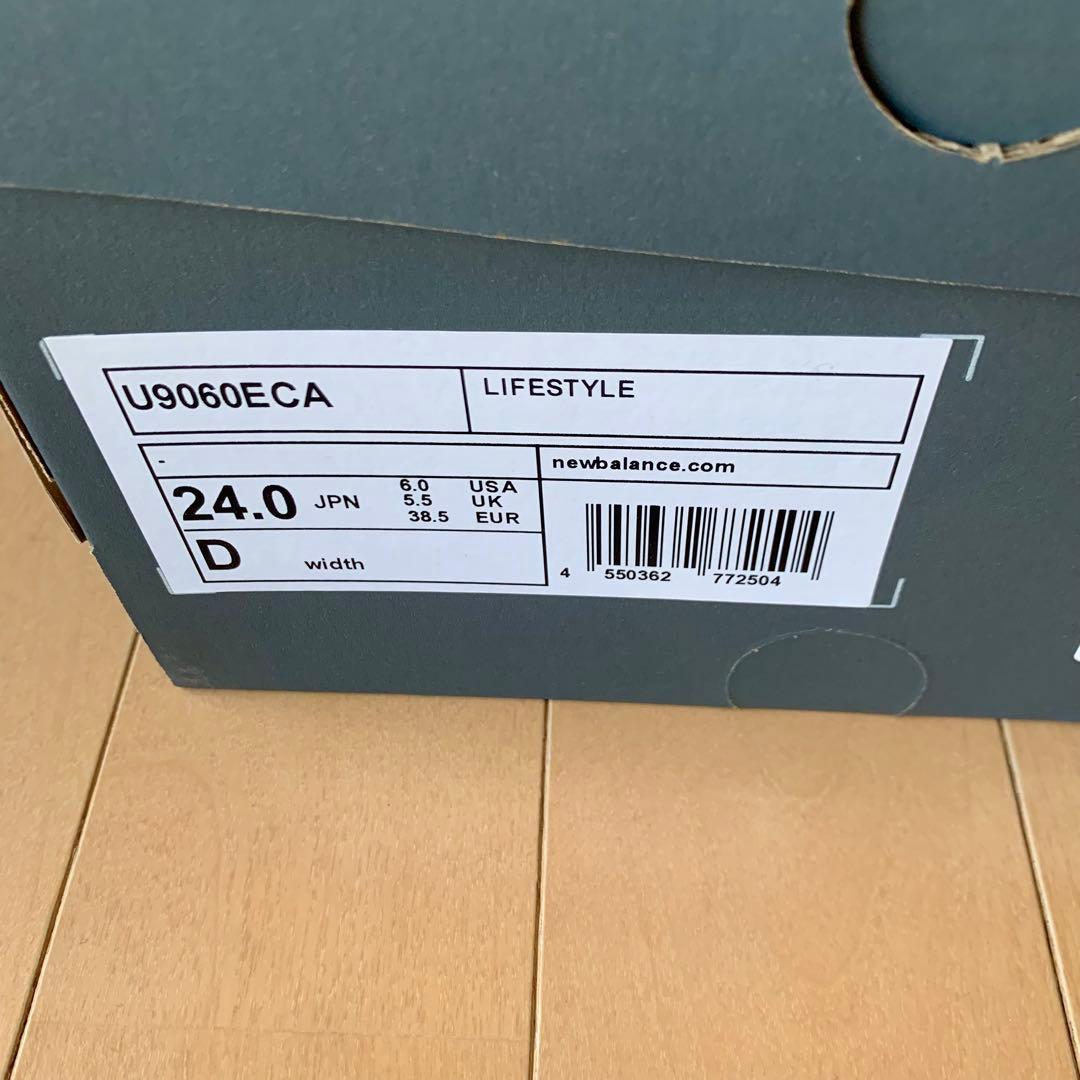 U9060ECA
LIFESTYLE
-
newbalance.com
24.0 JPN
6.0 USA
5.5 UK
38.5 EUR
D width
4 550362 772504